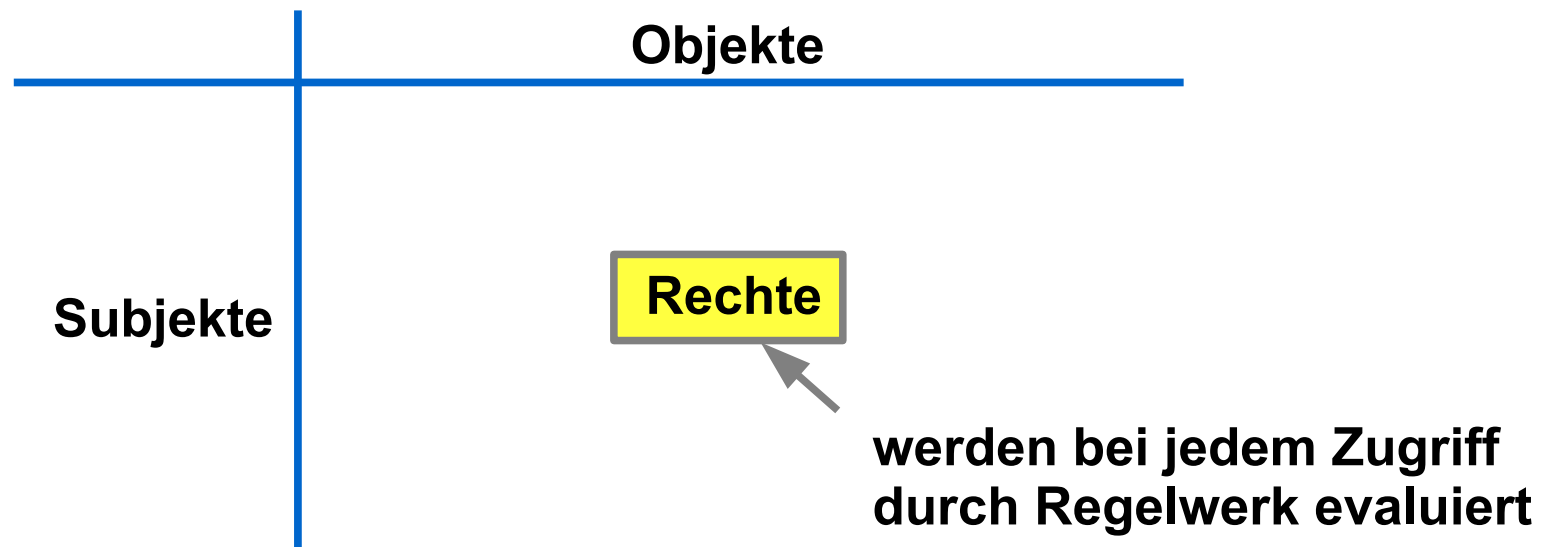 Objekte
Subjekte
Rechte
werden bei jedem Zugriff
durch Regelwerk evaluiert